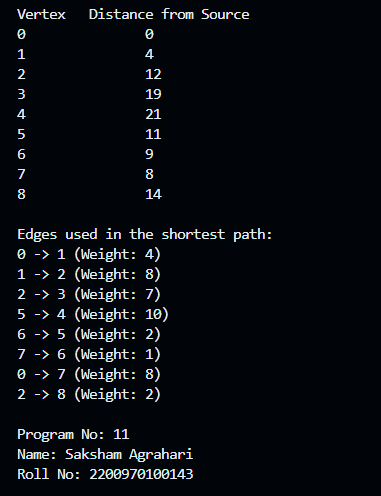 Vertex   Distance from Source
0             0
1             4
2             12
3             19
4             21
5             11
6             9
7             8
8             14
Edges used in the shortest path:
0 -> 1 (Weight: 4)
1 -> 2 (Weight: 8)
2 -> 3 (Weight: 7)
5 -> 4 (Weight: 10)
6 -> 5 (Weight: 2)
7 -> 6 (Weight: 1)
0 -> 7 (Weight: 8)
2 -> 8 (Weight: 2)
Program No: 11
Name: Saksham Agrahari
Roll No: 2200970100143